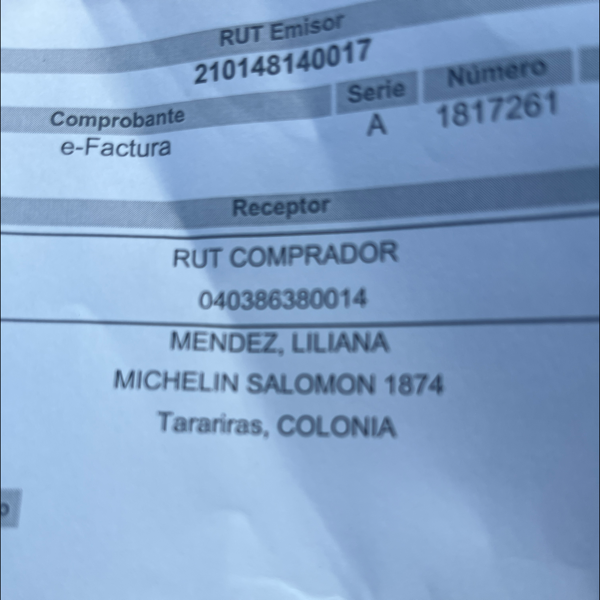 RUT Emisor
210148140017
Comprobante Serie Número
e-Factura A 1817261
Receptor
RUT COMPRADOR
040386380014
MENDEZ, LILIANA
MICHELIN SALOMON 1874
Tarariras, COLONIA